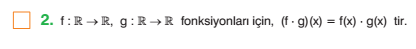 2. f : ℝ → ℝ, g : ℝ → ℝ fonksiyonları için, (f · g)(x) = f(x) · g(x) tir.